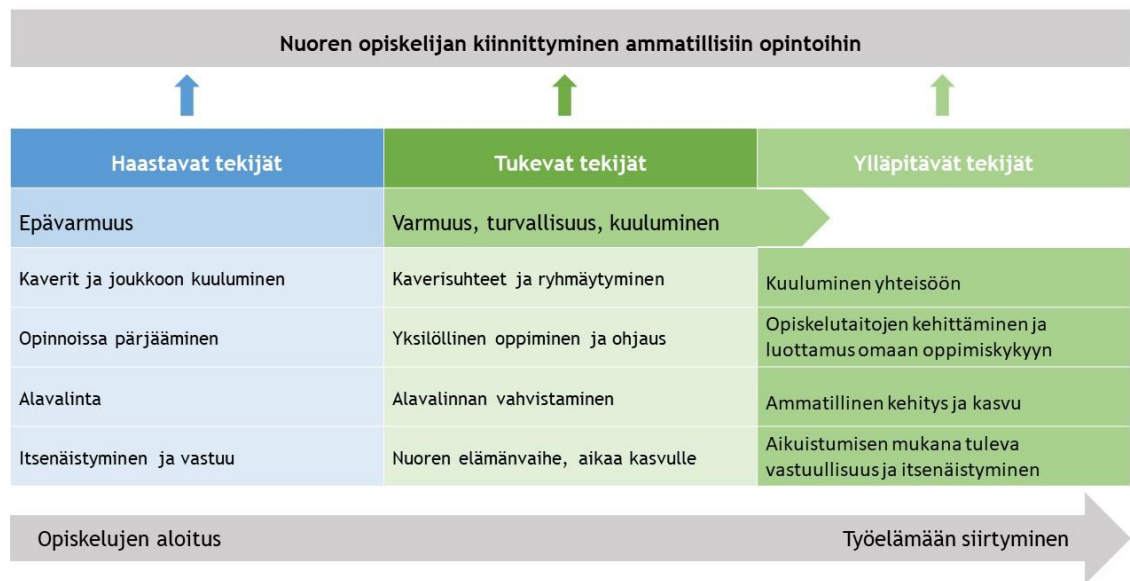 Nuoren opiskelijan kiinnittyminen ammatillisiin opintoihin
Haastavat tekijät
Tukevat tekijät
Ylläpitävät tekijät
Epävarmuus
Varmuus, turvallisuus, kuuluminen
Kaverit ja joukkoon kuuluminen
Kaverisuhteet ja ryhmäytyminen
Kuuluminen yhteisöön
Opinnoissa pärjääminen
Yksilöllinen oppiminen ja ohjaus
Opiskelutaitojen kehittäminen ja
luottamus omaan oppimiskykyyn
Alavalinta
Alavalinnan vahvistaminen
Ammatillinen kehitys ja kasvu
Itsenäistyminen ja vastuu
Nuoren elämänvaihe, aikaa kasvulle
Aikuistumisen mukana tuleva
vastuullisuus ja itsenäistyminen
Opiskelujen aloitus
Työelämään siirtyminen